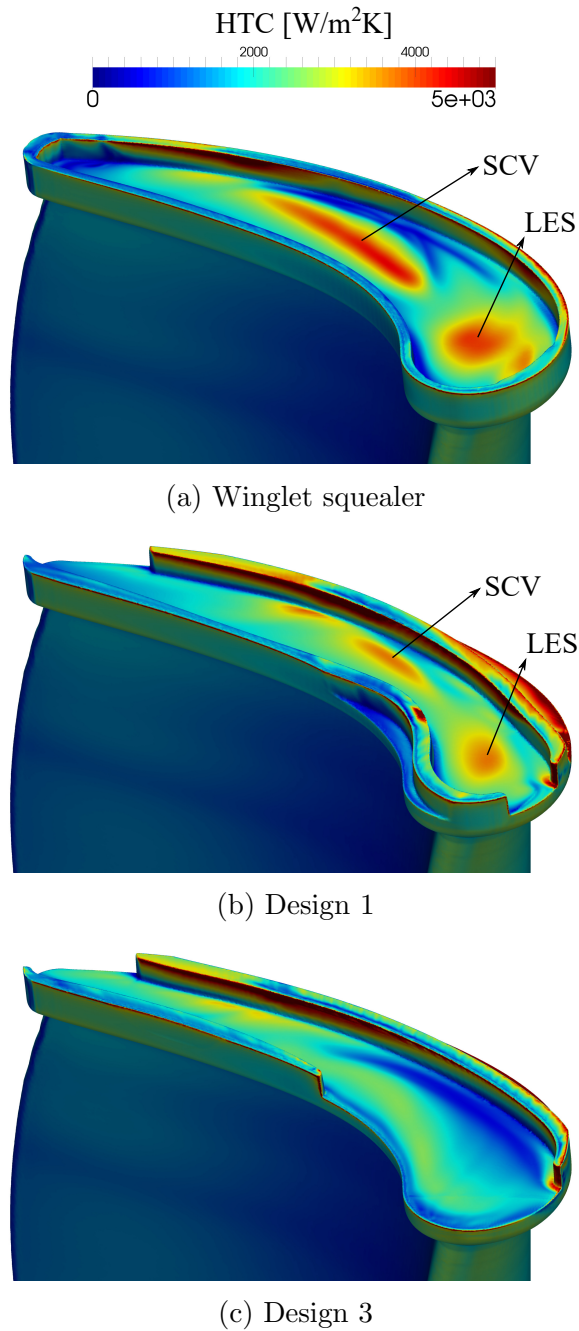 HTC [W/m²K]
2000 4000
0 5e+03
SCV
LES
(a) Winglet squealer
SCV
LES
(b) Design 1
(c) Design 3